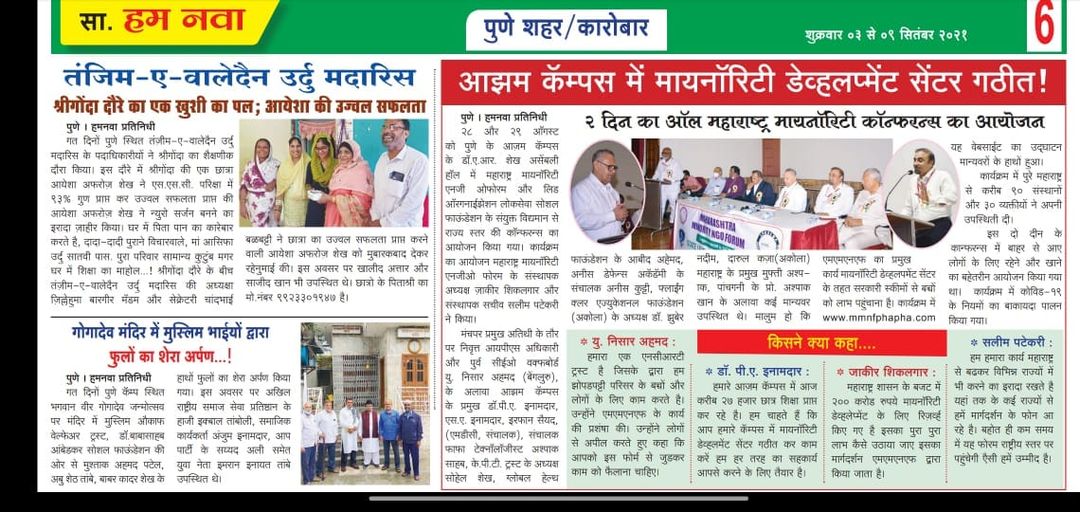 सा. हम नवा
पुणे शहर/कारोबार
शुक्रवार ०३ से ०९ सितंबर २०२१
6
तंजिम-ए-वालेदैन उर्दु मदारिस
श्रीगोंदा दौरे का एक खुशी का पल; आयेशा की उज्वल सफलता
पुणे । हमनवा प्रतिनिधी
गत दिनों पुणे स्थित तंज़ीम-ए-वालेदैन उर्दु
मदारिस के पदाधिकारीयों ने श्रीगोंदा का शैक्षणीक
दौरा किया। इस दौरे में श्रीगोंदा की एक छात्रा
आयेशा अफरोज शेख ने एस.एस.सी. परिक्षा में
९३% गुण प्राप्त कर उज्वल सफलता प्राप्त की
आयेशा अफरोज़ शेख ने न्युरो सर्जन बनने का
इरादा ज़ाहीर किया। घर में पिता पान का कारेबार
करते है, दादा-दादी पुराने विचारवाले, मां आसिफा
उर्दु सातवी पास. पुरा परिवार सामान्य कुटुंब मगर
घर में शिक्षा का माहोल...! श्रीगोंदा दौरे के बीच
तंज़ीम-ए-वालेदैन उर्दु मदारिस की अध्यक्षा
ज़िल्लेहुमा बारगीर मॅडम और सेक्रेटरी चांदभाई
बळबट्टी ने छात्रा का उज्वल सफलता प्राप्त करने
वाली आयेशा अफरोज शेख को मुबारकबाद देकर
रहेनुमाई की। इस अवसर पर खालीद अत्तार और
साजीद खान भी उपस्थित थे। छात्रो के पिताश्री का
मो.नंबर ९९२३३०१९४७ है।
गोगादेव मंदिर में मुस्लिम भाईयों द्वारा
फुलों का शेरा अर्पण...!
पुणे । हमनवा प्रतिनिधी
गत दिनों पुणे कॅम्प स्थित
भगवान वीर गोगादेव जन्मोत्सव
पर मंदिर में मुस्लिम औकाफ
वेल्फेअर ट्रस्ट, डॉ.बाबासाहब
आंबेडकर सोशल फाऊंडेशन की
ओर से मुश्ताक अहमद पटेल,
अबु शेठ तांबे, बाबर कादर शेख के
हाथों फुलों का शेरा अर्पण किया
गया। इस अवसर पर अखिल
राष्ट्रीय समाज सेवा प्रतिष्ठान के
हाजी इक्बाल तांबोली, समाजिक
कार्यकर्ता अंजुम इनामदार, आप
पार्टी के सय्यद अली समेत
युवा नेता इमरान इनायत तांबे
उपस्थित थे।
आझम कॅम्पस में मायनॉरिटी डेव्हलप्मेंट सेंटर गठीत!
२ दिन का ऑल महाराष्ट्र मायनॉरिटी कॉन्फरन्स का आयोजन
पुणे । हमनवा प्रतिनिधी
२८ और २९ ऑगस्ट
को पुणे के आज़म कॅम्पस
के डॉ.ए.आर. शेख असेंबली
हॉल में महाराष्ट्र मायनॉरिटी
एनजी ओफोरम और लिड
ऑरगनाईझेशन लोकसेवा सोशल
फाऊंडेशन के संयुक्त विद्यमान से
राज्य स्तर की कॉन्फरन्स का
आयोजन किया गया। कार्यक्रम
का आयोजन महाराष्ट्र मायनॉरिटी
एनजीओ फोरम के संस्थापक
अध्यक्ष ज़ाकीर शिकलगार और
संस्थापक सचीव सलीम पटेकरी
ने किया।
मंचपर प्रमुख अतिथी के तौर
पर निवृत्त आयपीएस अधिकारी
और पुर्व सीईओ वक्फबोर्ड
यु. निसार अहमद (बेंगलुरु),
के अलावा आझम कॅम्पस
के प्रमुख डॉ.पी.ए. इनामदार,
एस.ए. इनामदार, इरफान सैयद,
(एमडीसी, संचालक), संचालक
फाफा टेक्नॉलॉजिस्ट अश्पाक
साहब, के.पी.टी. ट्रस्ट के अध्यक्ष
सोहेल शेख, ग्लोबल हेल्थ
MAHARASHTRA
MINORITY NGO FORUM
फाऊंडेशन के आबीद अहेमद,
अनीस डेफेन्स अकॅडॅमी के
संचालक अनीस कुट्टी, फ्लाईंग
क्लर एज्युकेशनल फाऊंडेशन
(अकोला) के अध्यक्ष डॉ. झुबेर
नदीम, दारुल कज़ा(अकोला)
महाराष्ट्र के प्रमुख मुफ्ती अश्प-
ाक, पांचगनी के प्रो. अश्पाक
खान के अलावा कई मान्यवर
उपस्थित थे। मालुम हो कि
एमएमएनएफ का प्रमुख
कार्य मायनॉरिटी डेव्हलप्मेंट सेंटर
के तहत सरकारी स्कीमों से बच्चों
को लाभ पहुंचाना है। कार्यक्रम में
www.mmnfphapha.com
यह वेबसाईट का उद्घाटन
मान्यवरों के हाथों हुआ।
कार्यक्रम में पुरे महाराष्ट्र
से करीब ९० संस्थानो
और ३० व्यक्तीयों ने अपनी
उपस्थिती दी।
इस दो दीन के
कान्फरन्स में बाहर से आए
लोगों के लिए रहेने और खाने
का बहेतरीन आयोजन किया गया
था। कार्यक्रम में कोविड-१९
के नियमों का बाकायदा पालन
किया गया।
किसने क्या कहा....
* यु. निसार अहमद :
हमारा एक एनसीआरटी
ट्रस्ट है जिसके द्वारा हम
झोपडपट्टी परिसर के बच्चों और
लोगों के लिए काम करते है।
उन्होंने एमएमएनएफ के कार्य
की प्रशंषा की। उन्होंने लोगों
से अपील करते हुए कहा कि
आपको इस फोर्म से जुडकर
काम को फैलाना चाहिए।
* डॉ. पी.ए. इनामदार :
हमारे आजम कॅम्पस में आज
करीब २७ हजार छात्र शिक्षा प्राप्त
कर रहे है। हम चाहते हैं कि
आप हमारे कॅम्पस में मायनॉरिटी
डेव्हलप्मेंट सेंटर गठीत कर काम
करें हम हर तरह का सहकार्य
आपसे करने के लिए तैयार है।
* जाकीर शिकलगार :
महाराष्ट्र शासन के बजट में
२०० करोड रुपये मायनॉरिटी
डेव्हलप्मेंट के लिए रिजर्व्ह
किए गए है इसका पुरा पुरा
लाभ कैसे उठाया जाए इसका
मार्गदर्शन एमएमएनएफ द्वारा
किया जाता है।
* सलीम पटेकरी :
हम हमारा कार्य महाराष्ट्र
से बढकर विभिन्न राज्यों में
भी करने का इरादा रखते है
यहां तक के कई राज्यो से
हमें मार्गदर्शन के फोन आ
रहे है। बहोत ही कम समय
में यह फोरम राष्ट्रीय स्तर पर
पहुंचेगी ऐसी हमें उम्मीद है।